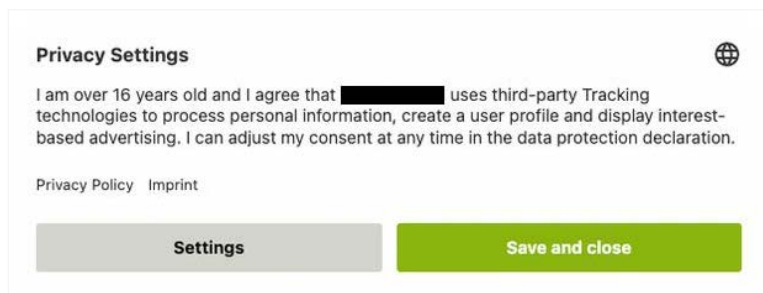 Privacy Settings
I am over 16 years old and I agree that uses third-party Tracking
technologies to process personal information, create a user profile and display interest-
based advertising. I can adjust my consent at any time in the data protection declaration.
Privacy Policy Imprint
Settings Save and close